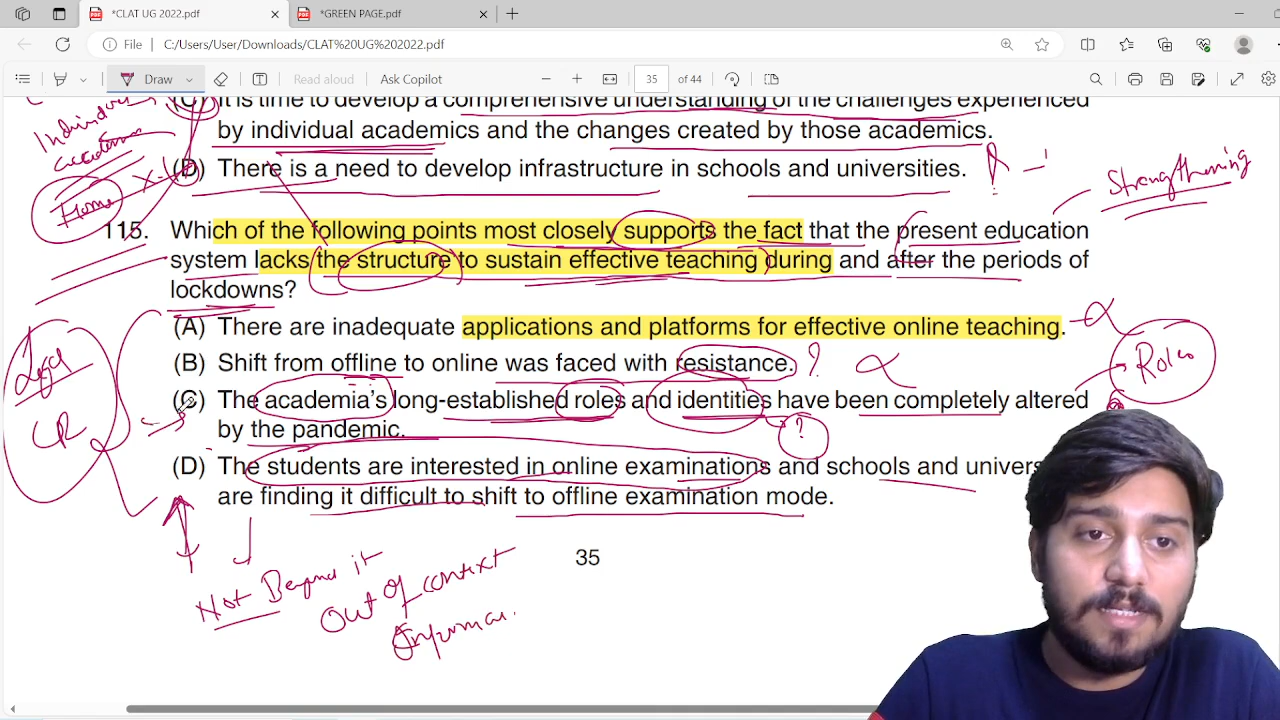 *CLAT UG 2022.pdf
*GREEN PAGE.pdf
File C:/Users/User/Downloads/CLAT%20UG%202022.pdf
Draw
Read aloud
Ask Copilot
35 of 44
(C) It is time to develop a comprehensive understanding of the challenges experienced
by individual academics and the changes created by those academics.
(D) There is a need to develop infrastructure in schools and universities.
Home
Strengthening
115. Which of the following points most closely supports the fact that the present education
system lacks the structure to sustain effective teaching during and after the periods of
lockdowns?
(A) There are inadequate applications and platforms for effective online teaching.
(B) Shift from offline to online was faced with resistance. ?
(C) The academia's long-established roles and identities have been completely altered
by the pandemic. ?
(D) The students are interested in online examinations and schools and univers
are finding it difficult to shift to offline examination mode.
Roles
CR
35
Not Beyond it
Out of context